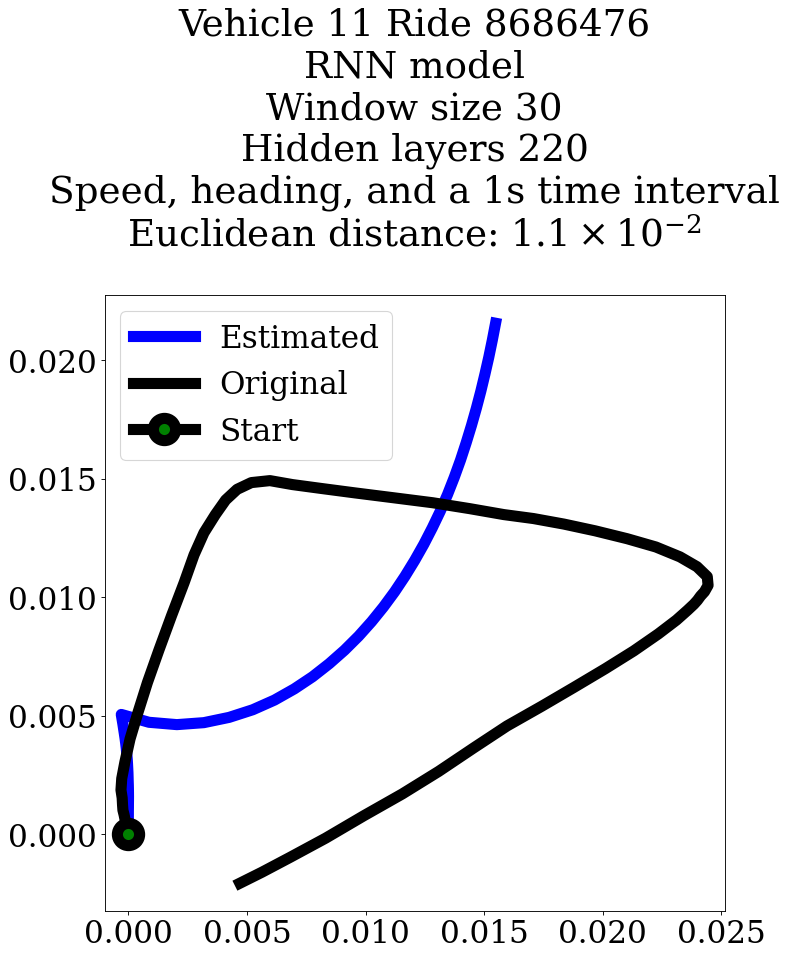 Vehicle 11 Ride 8686476
RNN model
Window size 30
Hidden layers 220
Speed, heading, and a 1s time interval
Euclidean distance: 1.1 × 10⁻²
Estimated
Original
Start
0.020
0.015
0.010
0.005
0.000
0.000 0.005 0.010 0.015 0.020 0.025